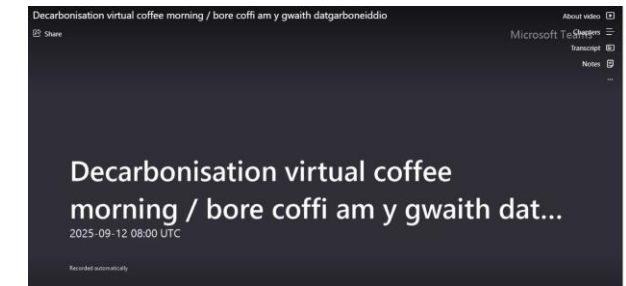 Decarbonisation virtual coffee morning / bore coffi am y gwaith datgarboneiddio
About video
Share
Microsoft Teams
Chapters
Transcript
Notes
...
Decarbonisation virtual coffee
morning / bore coffi am y gwaith dat...
2025-09-12 08:00 UTC
Recorded automatically